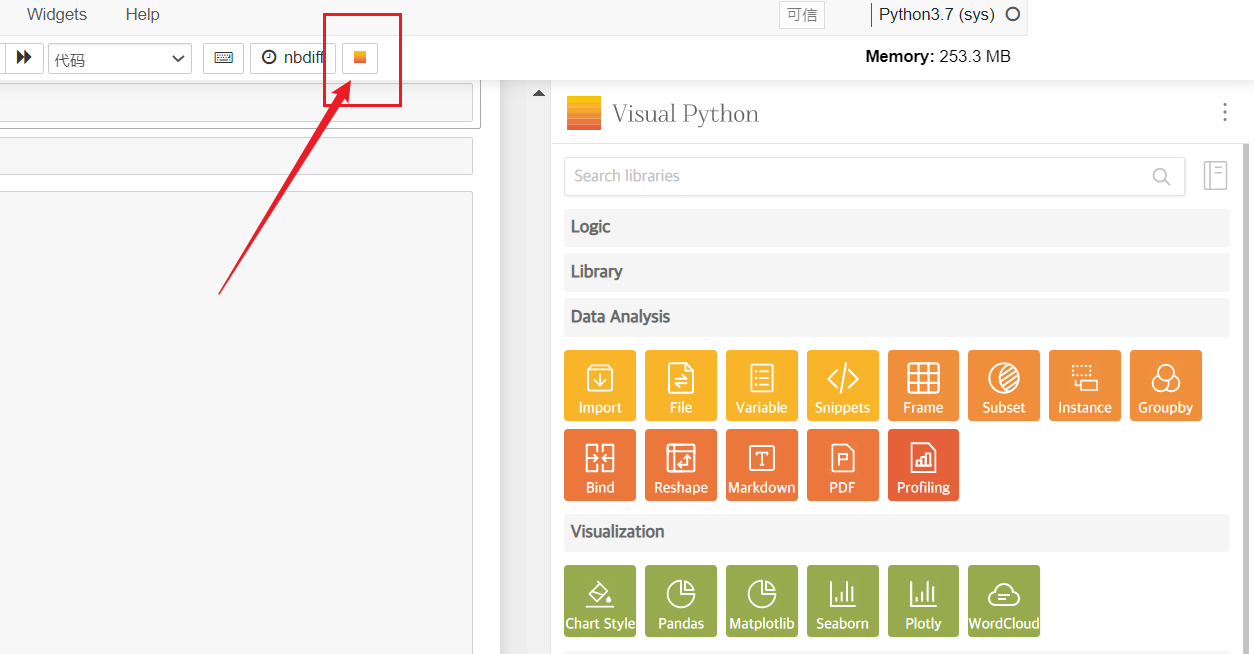 Widgets Help 可信 Python3.7 (sys)
代码 nbdiff Memory: 253.3 MB
Visual Python
Search libraries
Logic
Library
Data Analysis
Import File Variable Snippets Frame Subset Instance Groupby
Bind Reshape Markdown PDF Profiling
Visualization
Chart Style Pandas Matplotlib Seaborn Plotly WordCloud